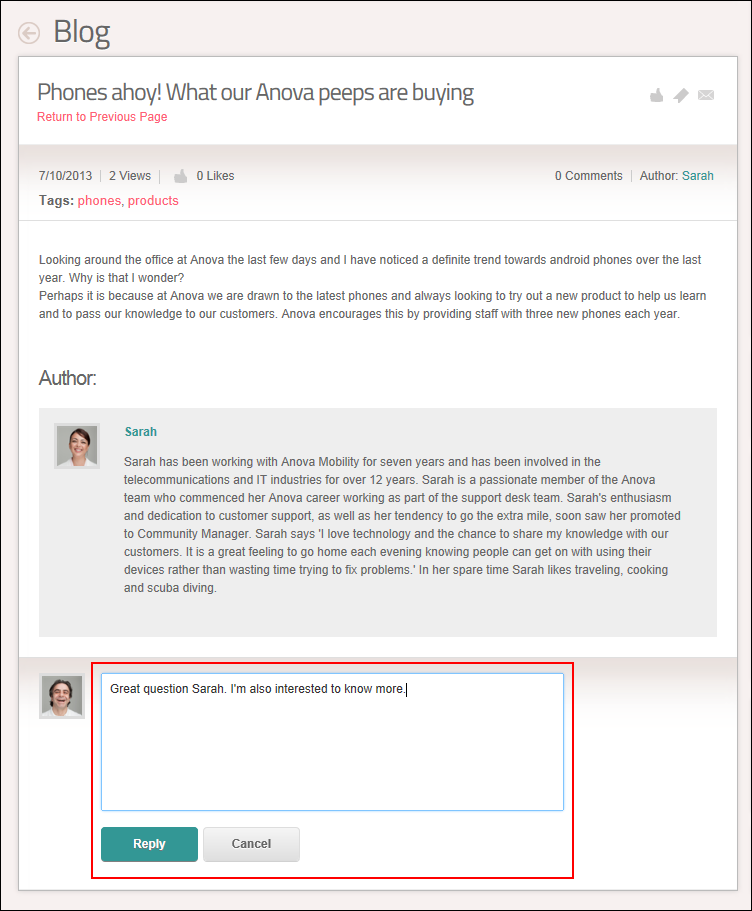 Blog
Phones ahoy! What our Anova peeps are buying
Return to Previous Page
7/10/2013 | 2 Views | 0 Likes 0 Comments | Author: Sarah
Tags: phones, products
Looking around the office at Anova the last few days and I have noticed a definite trend towards android phones over the last
year. Why is that I wonder?
Perhaps it is because at Anova we are drawn to the latest phones and always looking to try out a new product to help us learn
and to pass our knowledge to our customers. Anova encourages this by providing staff with three new phones each year.
Author:
Sarah
Sarah has been working with Anova Mobility for seven years and has been involved in the
telecommunications and IT industries for over 12 years. Sarah is a passionate member of the Anova
team who commenced her Anova career working as part of the support desk team. Sarah's enthusiasm
and dedication to customer support, as well as her tendency to go the extra mile, soon saw her promoted
to Community Manager. Sarah says 'I love technology and the chance to share my knowledge with our
customers. It is a great feeling to go home each evening knowing people can get on with using their
devices rather than wasting time trying to fix problems.' In her spare time Sarah likes traveling, cooking
and scuba diving.
Great question Sarah. I'm also interested to know more.
Reply Cancel